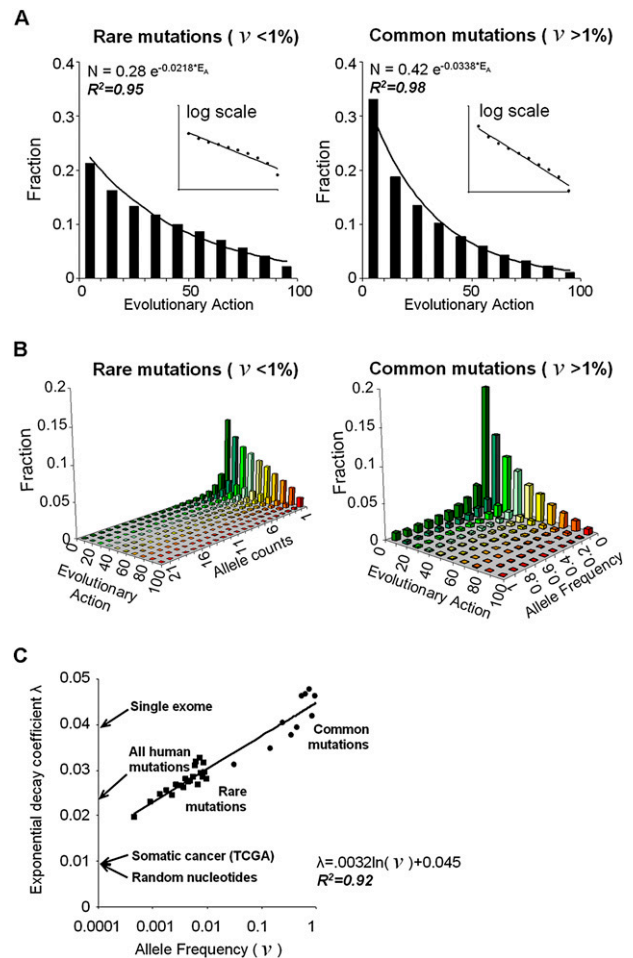 A
Rare mutations ( ν <1%)
Common mutations ( ν >1%)
N = 0.28 e-0.0218*EA
R2=0.95
N = 0.42 e-0.0338*EA
R2=0.98
log scale
log scale
Fraction
0.4
0.3
0.2
0.1
0
0 50 100
Evolutionary Action
Fraction
0.4
0.3
0.2
0.1
0
0 50 100
Evolutionary Action
B
Rare mutations ( ν <1%)
Common mutations ( ν >1%)
Fraction
0.2
0.15
0.1
0.05
0
0 20 40 60 80 100
Evolutionary Action
21 16 11 6 1
Allele counts
Fraction
0.2
0.15
0.1
0.05
0
0 20 40 60 80 100
Evolutionary Action
1 0.8 0.6 0.4 0.2 0
Allele Frequency
C
Exponential decay coefficient λ
0.05
0.04
0.03
0.02
0.01
0
Single exome
All human
mutations
Common
mutations
Rare
mutations
Somatic cancer (TCGA)
Random nucleotides
λ=.0032ln( ν )+0.045
R2=0.92
0.0001 0.001 0.01 0.1 1
Allele Frequency ( ν )